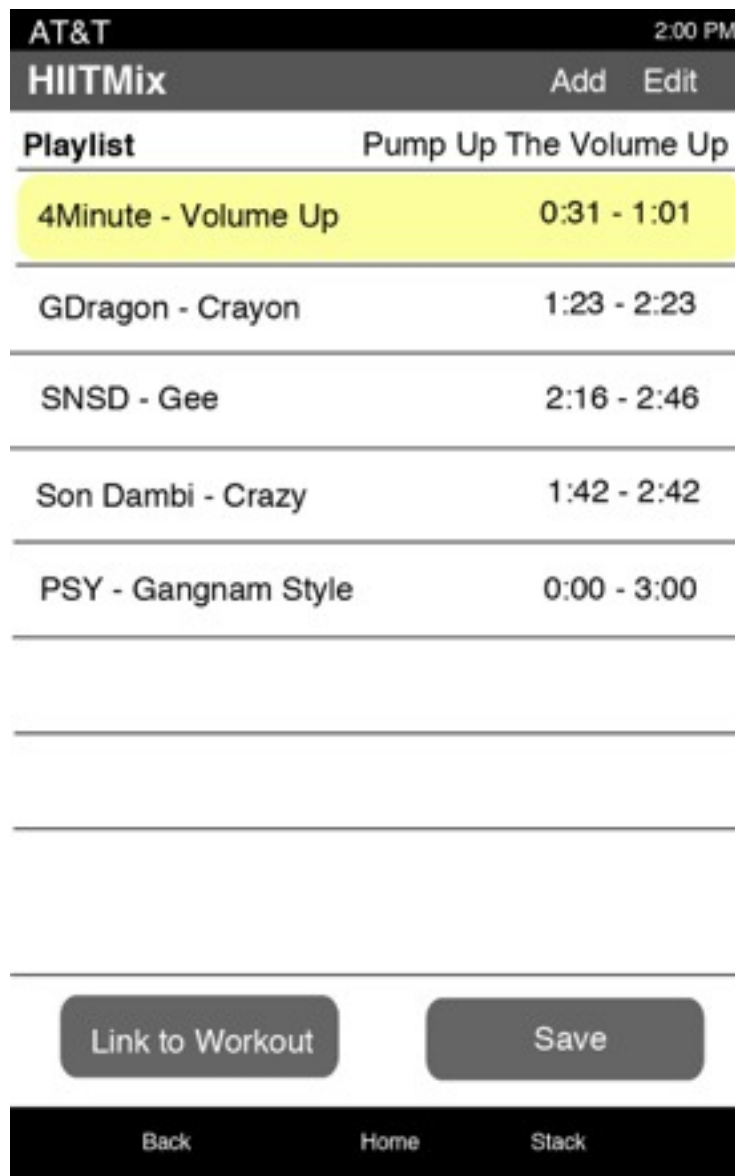 AT&T 2:00 PM
HIITMix Add Edit
Playlist Pump Up The Volume Up
4Minute - Volume Up 0:31 - 1:01
GDragon - Crayon 1:23 - 2:23
SNSD - Gee 2:16 - 2:46
Son Dambi - Crazy 1:42 - 2:42
PSY - Gangnam Style 0:00 - 3:00
Link to Workout Save
Back Home Stack